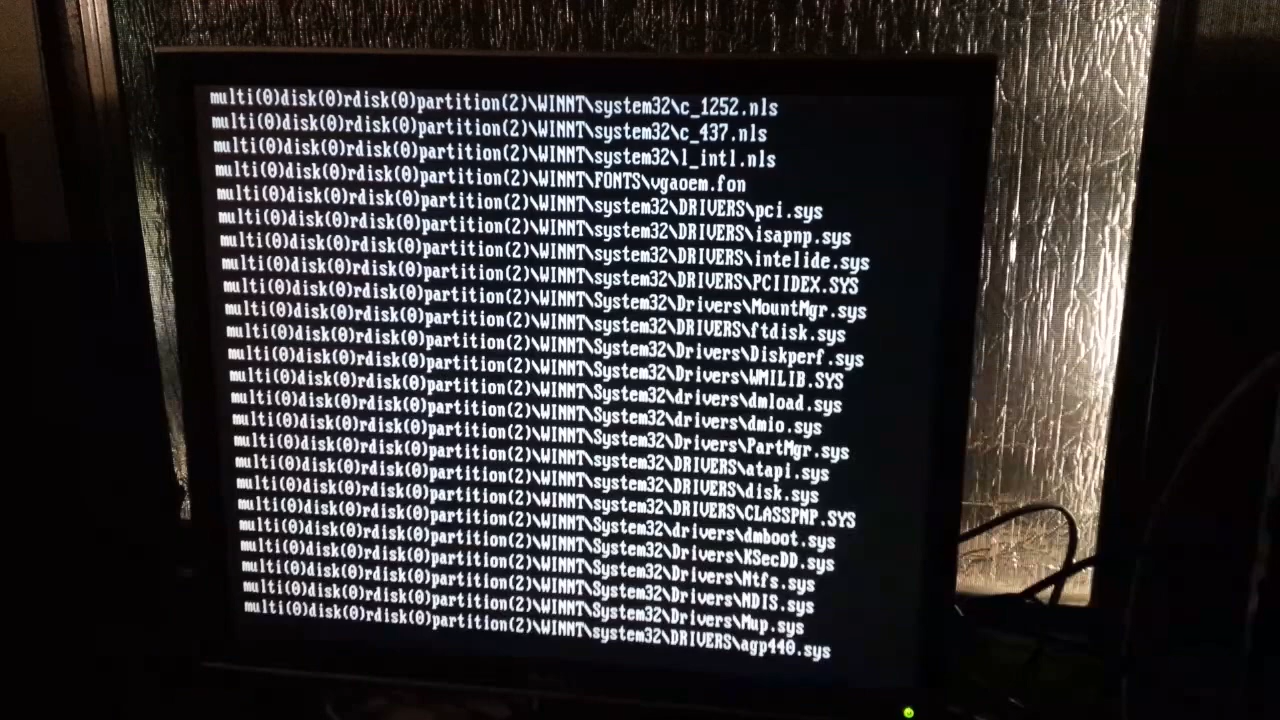 multi(0)disk(0)rdisk(0)partition(2)\WINNT\system32\c_1252.nls
multi(0)disk(0)rdisk(0)partition(2)\WINNT\system32\c_437.nls
multi(0)disk(0)rdisk(0)partition(2)\WINNT\system32\l_intl.nls
multi(0)disk(0)rdisk(0)partition(2)\WINNT\FONTS\vgaoem.fon
multi(0)disk(0)rdisk(0)partition(2)\WINNT\system32\DRIVERS\pci.sys
multi(0)disk(0)rdisk(0)partition(2)\WINNT\system32\DRIVERS\isapnp.sys
multi(0)disk(0)rdisk(0)partition(2)\WINNT\system32\DRIVERS\intelide.sys
multi(0)disk(0)rdisk(0)partition(2)\WINNT\system32\DRIVERS\PCIIDEX.SYS
multi(0)disk(0)rdisk(0)partition(2)\WINNT\System32\Drivers\MountMgr.sys
multi(0)disk(0)rdisk(0)partition(2)\WINNT\system32\DRIVERS\ftdisk.sys
multi(0)disk(0)rdisk(0)partition(2)\WINNT\System32\Drivers\Diskperf.sys
multi(0)disk(0)rdisk(0)partition(2)\WINNT\System32\Drivers\WMILIB.SYS
multi(0)disk(0)rdisk(0)partition(2)\WINNT\System32\drivers\dmload.sys
multi(0)disk(0)rdisk(0)partition(2)\WINNT\System32\drivers\dmio.sys
multi(0)disk(0)rdisk(0)partition(2)\WINNT\System32\Drivers\PartMgr.sys
multi(0)disk(0)rdisk(0)partition(2)\WINNT\system32\DRIVERS\atapi.sys
multi(0)disk(0)rdisk(0)partition(2)\WINNT\system32\DRIVERS\disk.sys
multi(0)disk(0)rdisk(0)partition(2)\WINNT\system32\DRIVERS\CLASSPNP.SYS
multi(0)disk(0)rdisk(0)partition(2)\WINNT\System32\drivers\dmboot.sys
multi(0)disk(0)rdisk(0)partition(2)\WINNT\System32\Drivers\KSecDD.sys
multi(0)disk(0)rdisk(0)partition(2)\WINNT\System32\Drivers\Ntfs.sys
multi(0)disk(0)rdisk(0)partition(2)\WINNT\System32\Drivers\NDIS.sys
multi(0)disk(0)rdisk(0)partition(2)\WINNT\System32\Drivers\Mup.sys
multi(0)disk(0)rdisk(0)partition(2)\WINNT\system32\DRIVERS\agp440.sys